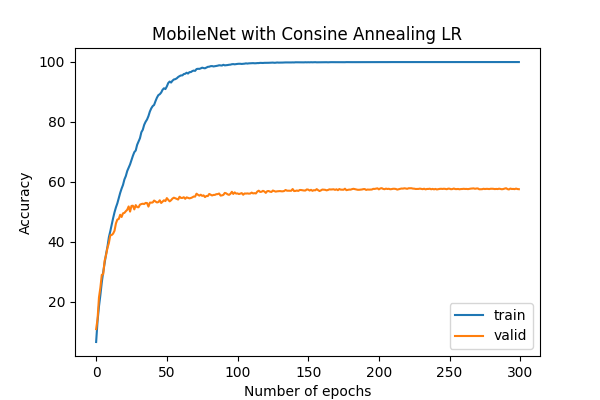 MobileNet with Consine Annealing LR
Accuracy
100
80
60
40
20
0 50 100 150 200 250 300
Number of epochs
train
valid